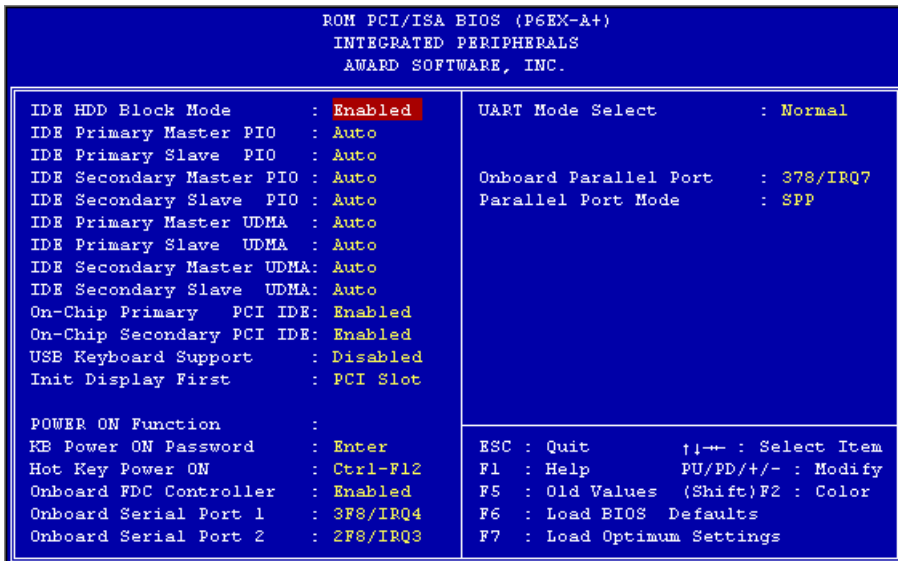 ROM PCI/ISA BIOS (P6EX-A+)
INTEGRATED PERIPHERALS
AWARD SOFTWARE, INC.
IDE HDD Block Mode : Enabled
IDE Primary Master PIO : Auto
IDE Primary Slave PIO : Auto
IDE Secondary Master PIO : Auto
IDE Secondary Slave PIO : Auto
IDE Primary Master UDMA : Auto
IDE Primary Slave UDMA : Auto
IDE Secondary Master UDMA: Auto
IDE Secondary Slave UDMA: Auto
On-Chip Primary PCI IDE: Enabled
On-Chip Secondary PCI IDE: Enabled
USB Keyboard Support : Disabled
Init Display First : PCI Slot
POWER ON Function :
KB Power ON Password : Enter
Hot Key Power ON : Ctrl-F12
Onboard FDC Controller : Enabled
Onboard Serial Port 1 : 3F8/IRQ4
Onboard Serial Port 2 : 2F8/IRQ3
UART Mode Select : Normal
Onboard Parallel Port : 378/IRQ7
Parallel Port Mode : SPP
ESC : Quit ↑↓→← : Select Item
F1 : Help PU/PD/+/- : Modify
F5 : Old Values (Shift)F2 : Color
F6 : Load BIOS Defaults
F7 : Load Optimum Settings